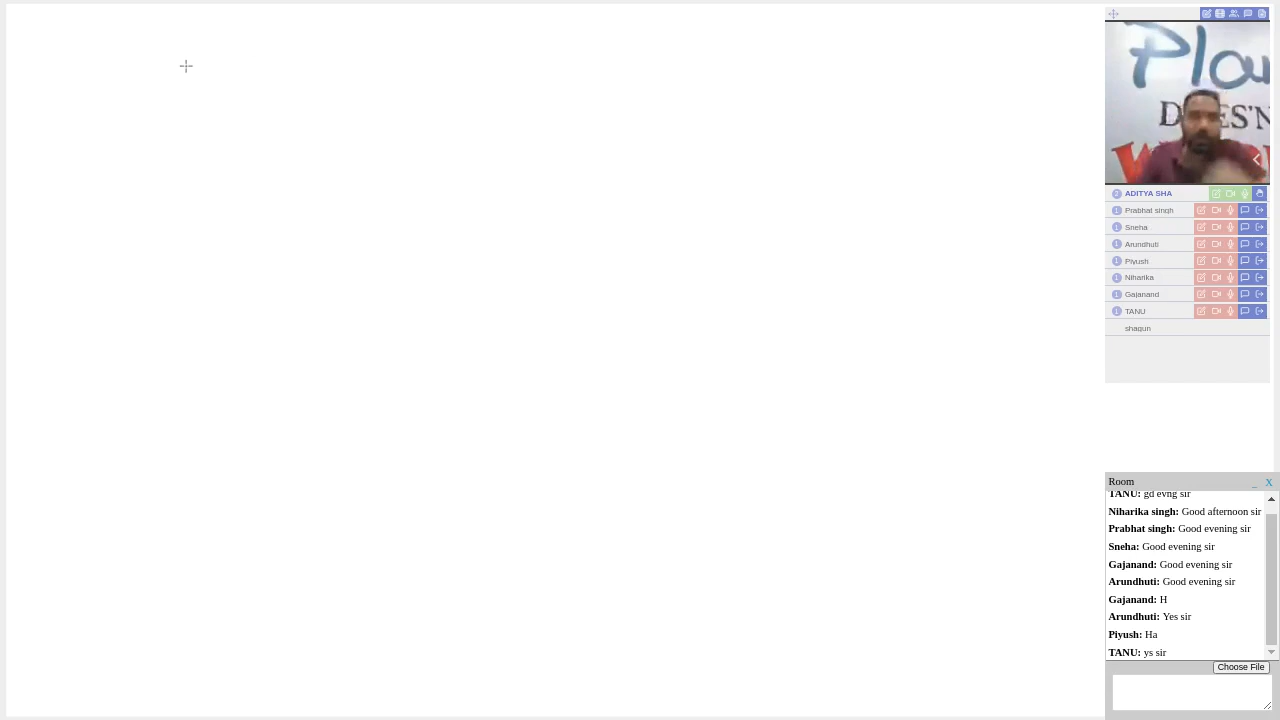 Plan
DOES'N
W
ADITYA SHA
Prabhat singh
Sneha
Arundhuti
Piyush
Niharika
Gajanand
TANU
shagun
Room
_ X
TANU: gd evng sir
Niharika singh: Good afternoon sir
Prabhat singh: Good evening sir
Sneha: Good evening sir
Gajanand: Good evening sir
Arundhuti: Good evening sir
Gajanand: H
Arundhuti: Yes sir
Piyush: Ha
TANU: ys sir
Choose File